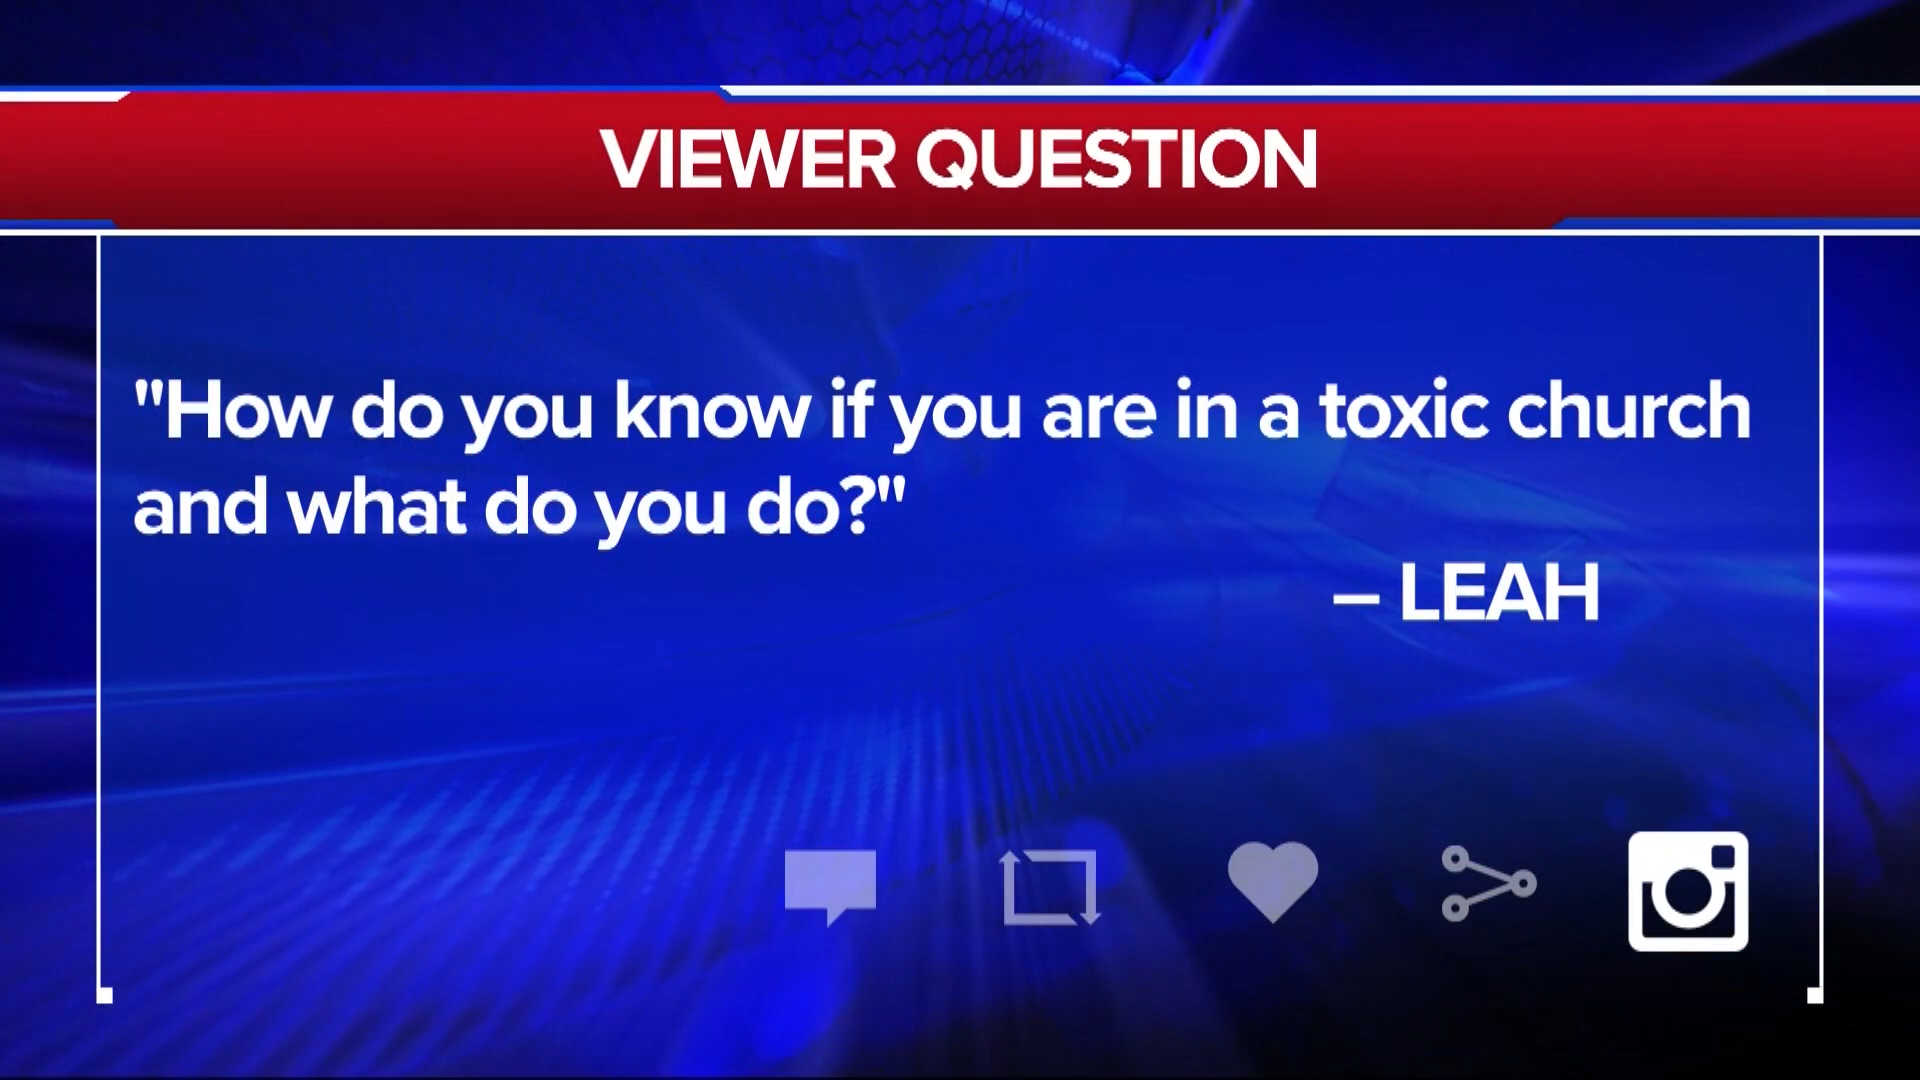 VIEWER QUESTION
"How do you know if you are in a toxic church
and what do you do?"
– LEAH